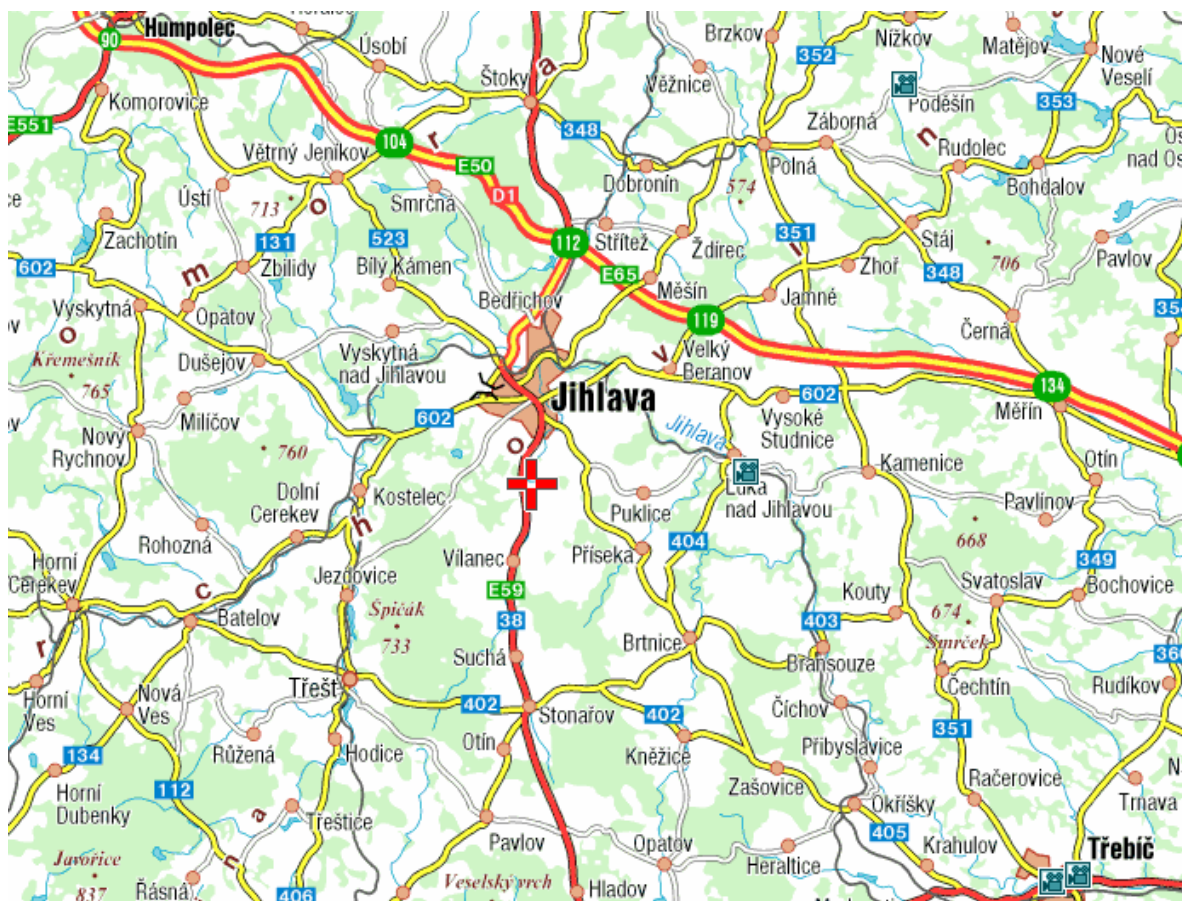 Humpolec
Úsobí
Brzkov
352
Nížkov
Matějov
Nové
Veselí
90
Komorovice
Štoky
a
Věžnice
Poděšín
353
E551
104
r
348
Záborná
n
Větrný Jeníkov
E50
Polná
Rudolec
Bohdalov
nad Os
Ústí
713
o
Smrčná
D1
Dobronín
574
Zachotín
131
523
112
Střítež
Ždírec
351
Stáj
706
Pavlov
602
Zbilidy
Bílý Kámen
E65
Zhoř
348
m
Bedřichov
Měšín
Jamné
Vyskytná
Opatov
119
Černá
o
Křemešník
765
Dušejov
Vyskytná
nad Jihlavou
v
Velký
Beranov
134
Milíčov
Jihlava
602
602
Vysoké
Studnice
Měřín
Nový
Rychnov
760
o
Jihlava
Kamenice
Otín
Dolní
Cerekev
Kostelec
Luka
nad Jihlavou
Pavlínov
Rohozná
h
Puklice
668
Horní
Cerekev
Vílanec
Příseka
404
349
Jezdovice
E59
Kouty
Svatoslav
Bochovice
c
Batelov
Špičák
733
38
403
674
Smrček
r
Suchá
Brtnice
Bransouze
360
Horní
Ves
Nová
Ves
Třešť
402
Stonařov
402
Číchov
Čechtín
Rudíkov
Růžená
Hodice
Otín
Kněžice
Přibyslavice
351
134
112
Zašovice
Račerovice
Trnava
Horní
Dubenky
a
Třeštice
Pavlov
Opatov
Okříšky
405
Heraltice
Krahulov
Třebíč
Javořice
837
n
Řásná
406
Veselský vrch
Hladov